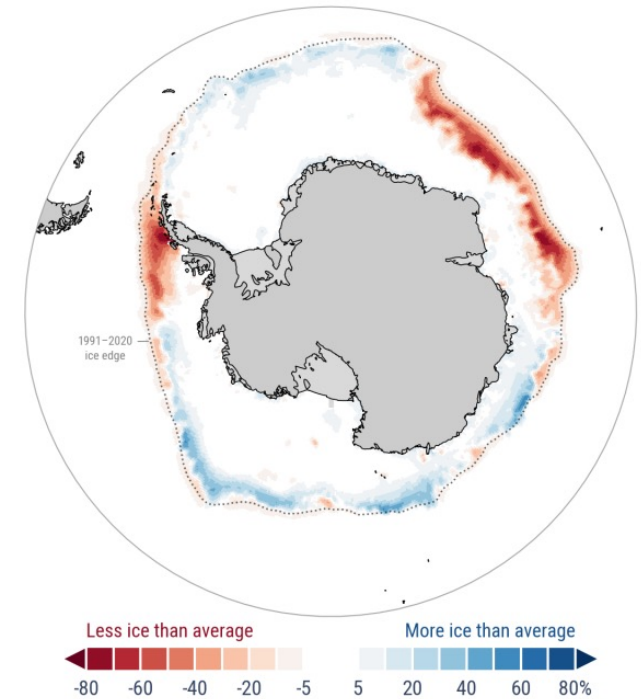 1991–2020
ice edge
Less ice than average
More ice than average
-80 -60 -40 -20 -5 5 20 40 60 80%